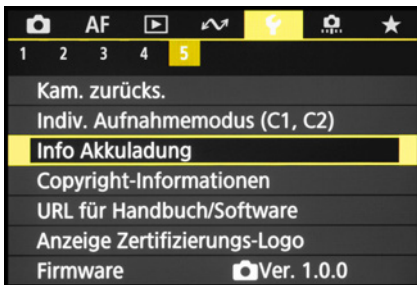 AF
1 2 3 4 5
Kam. zurücks.
Indiv. Aufnahmemodus (C1, C2)
Info Akkuladung
Copyright-Informationen
URL für Handbuch/Software
Anzeige Zertifizierungs-Logo
Firmware Ver. 1.0.0